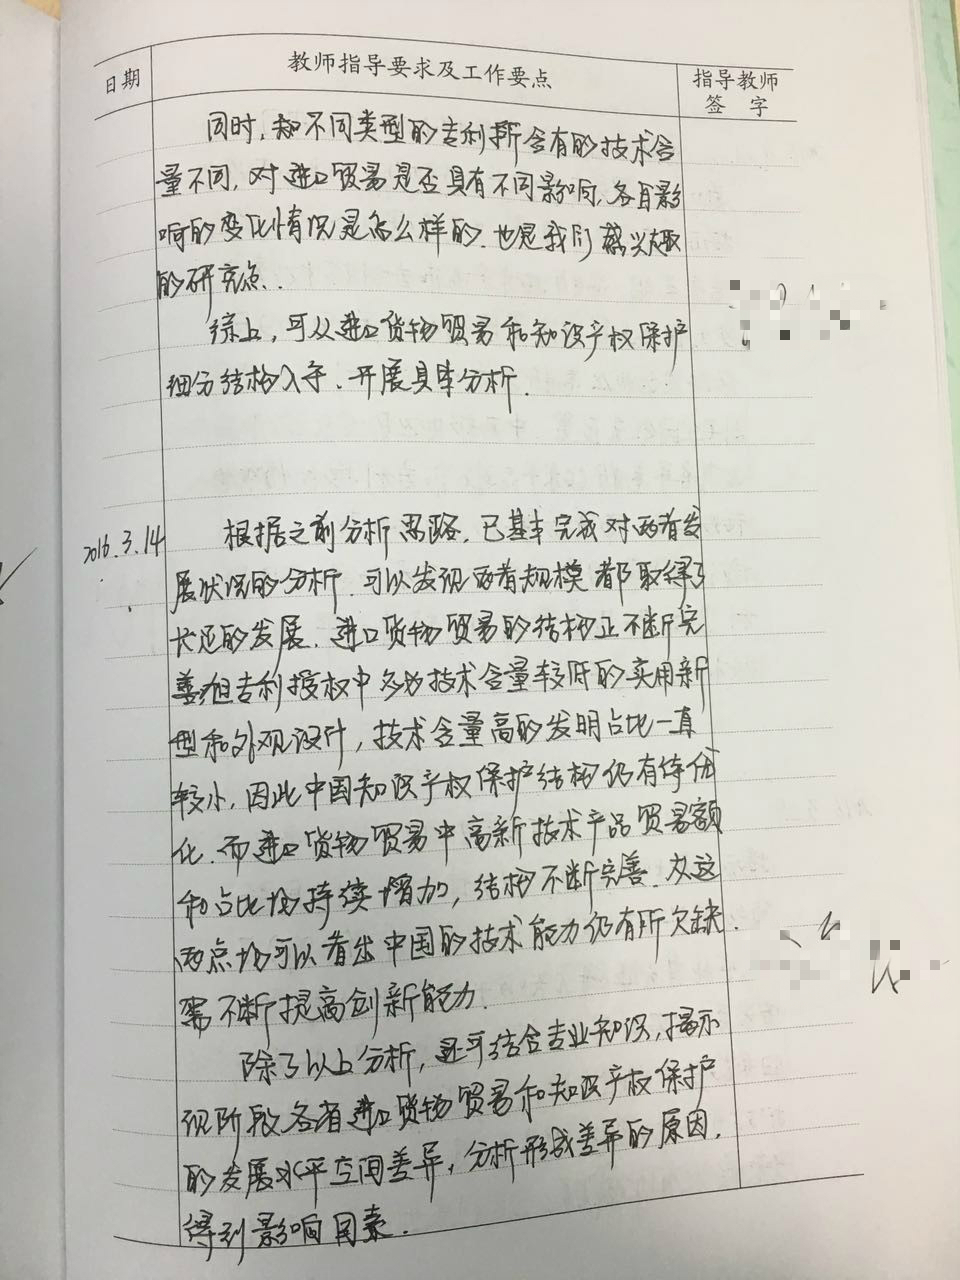 日期
教师指导要求及工作要点
指导教师
签 字
同时，和不同类型的专利所含有的技术含
量不同，对进口贸易是否具有不同影响，各自影
响的变化情况是怎么样的，也是我们感兴趣
的研究点．
综上，可从进口货物贸易和知识产权保护
细分结构入手，开展具体分析．
2016.3.14
根据之前分析思路，已基本完成对两者发
展状况的分析，可以发现两者规模都取得了
长足的发展．进口货物贸易的结构正不断完
善但专利授权中多为技术含量较低的实用新
型和外观设计，技术含量高的发明占比一直
较小，因此中国知识产权保护结构仍有待优
化．而进口货物贸易中高新技术产品贸易额
和占比均持续增加，结构不断完善．从这
两点均可以看出中国的技术能力仍有所欠缺．
需不断提高创新能力．
除了以上分析，还可结合专业知识，揭示
现阶段各省进口货物贸易和知识产权保护
的发展水平空间差异，分析形成差异的原因，
得到影响因素．